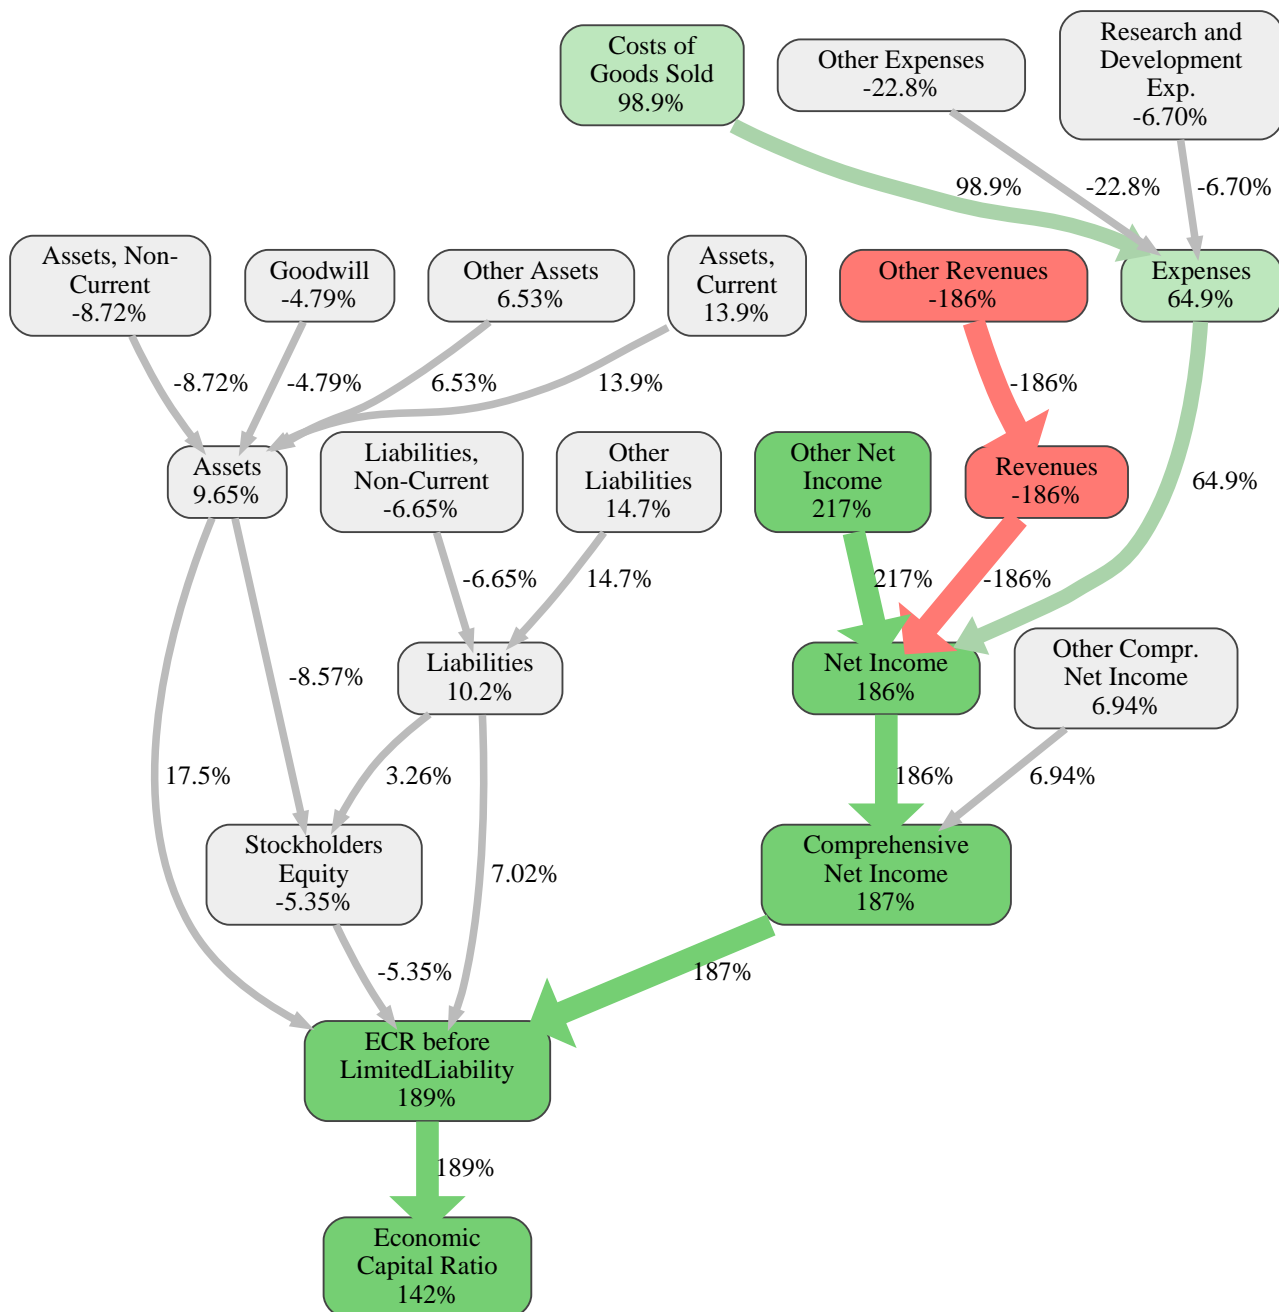 Costs of
Goods Sold
98.9%
Other Expenses
-22.8%
Research and
Development
Exp.
-6.70%
98.9%
-22.8%
-6.70%
Assets, Non-
Current
-8.72%
Goodwill
-4.79%
Other Assets
6.53%
Assets,
Current
13.9%
Other Revenues
-186%
Expenses
64.9%
-8.72%
-4.79%
6.53%
13.9%
-186%
Assets
9.65%
Liabilities,
Non-Current
-6.65%
Other
Liabilities
14.7%
Other Net
Income
217%
Revenues
-186%
64.9%
-6.65%
14.7%
217%
-186%
Liabilities
10.2%
Net Income
186%
Other Compr.
Net Income
6.94%
-8.57%
17.5%
3.26%
186%
6.94%
Stockholders
Equity
-5.35%
7.02%
Comprehensive
Net Income
187%
-5.35%
187%
ECR before
LimitedLiability
189%
189%
Economic
Capital Ratio
142%